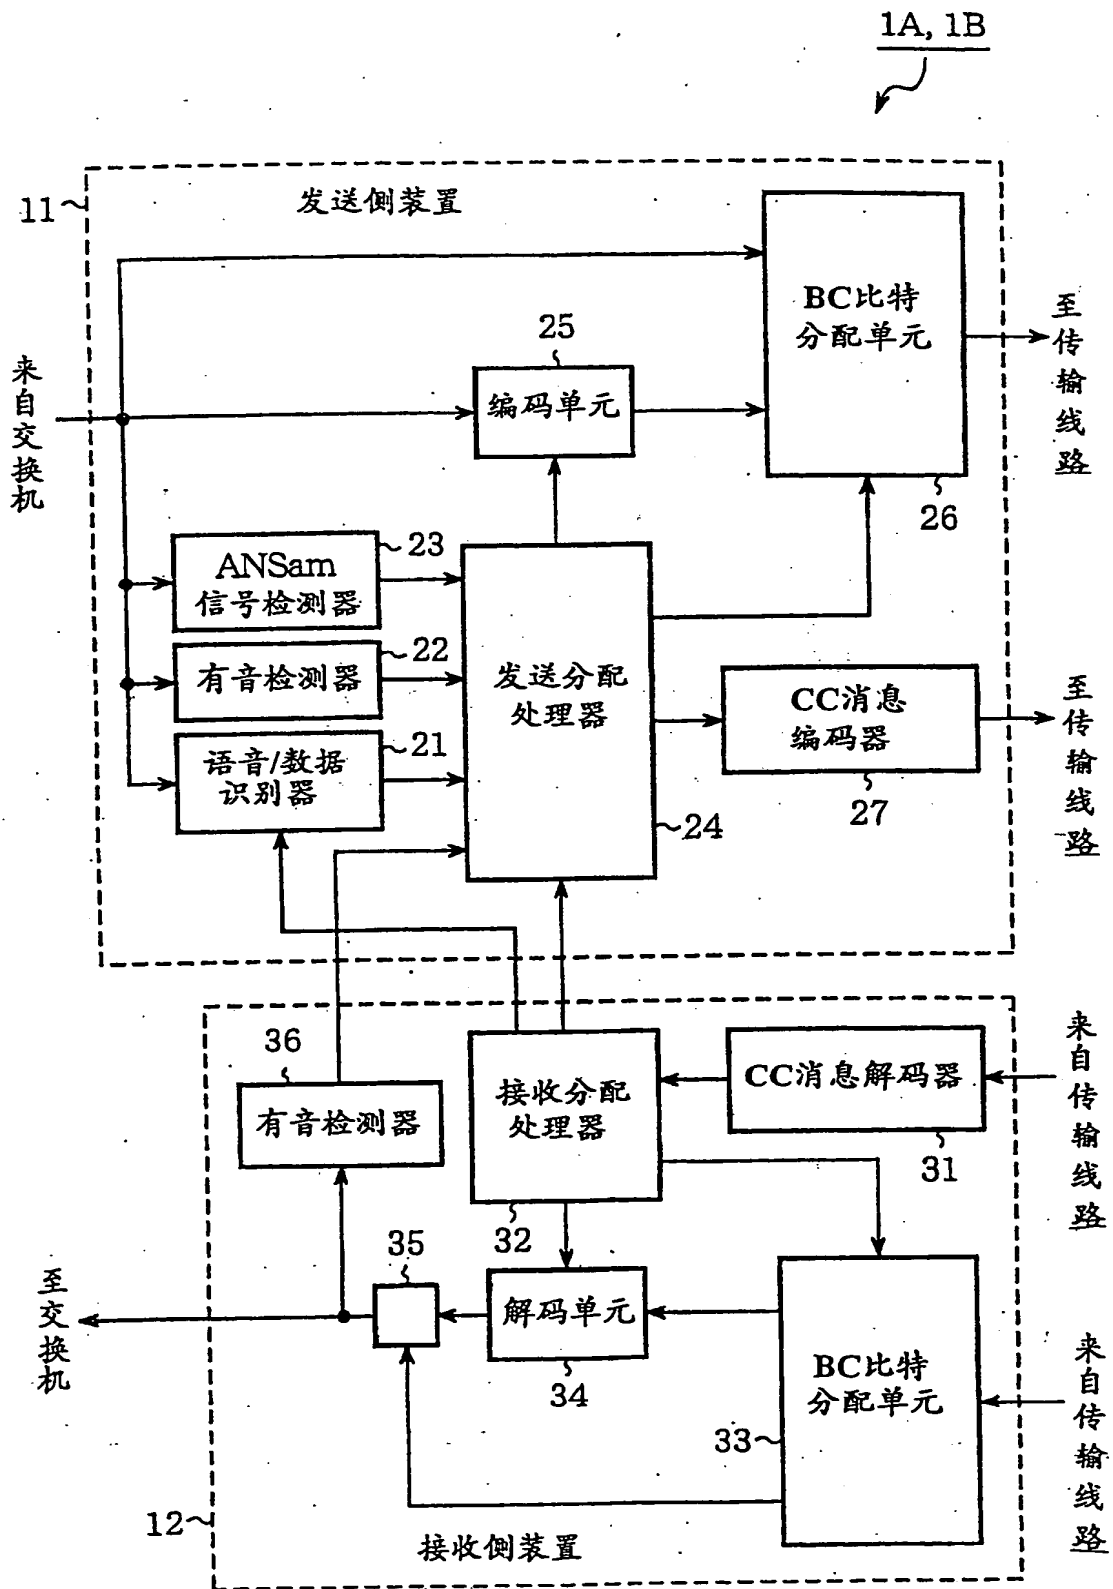 1A, 1B
11
发送侧装置
BC比特
分配单元
26
至传输线路
25
编码单元
来自交换机
23
ANSam
信号检测器
22
有音检测器
21
语音/数据
识别器
发送分配
处理器
24
CC消息
编码器
27
至传输线路
36
有音检测器
接收分配
处理器
32
CC消息解码器
31
来自传输线路
35
解码单元
34
至交换机
BC比特
分配单元
33
来自传输线路
12
接收侧装置